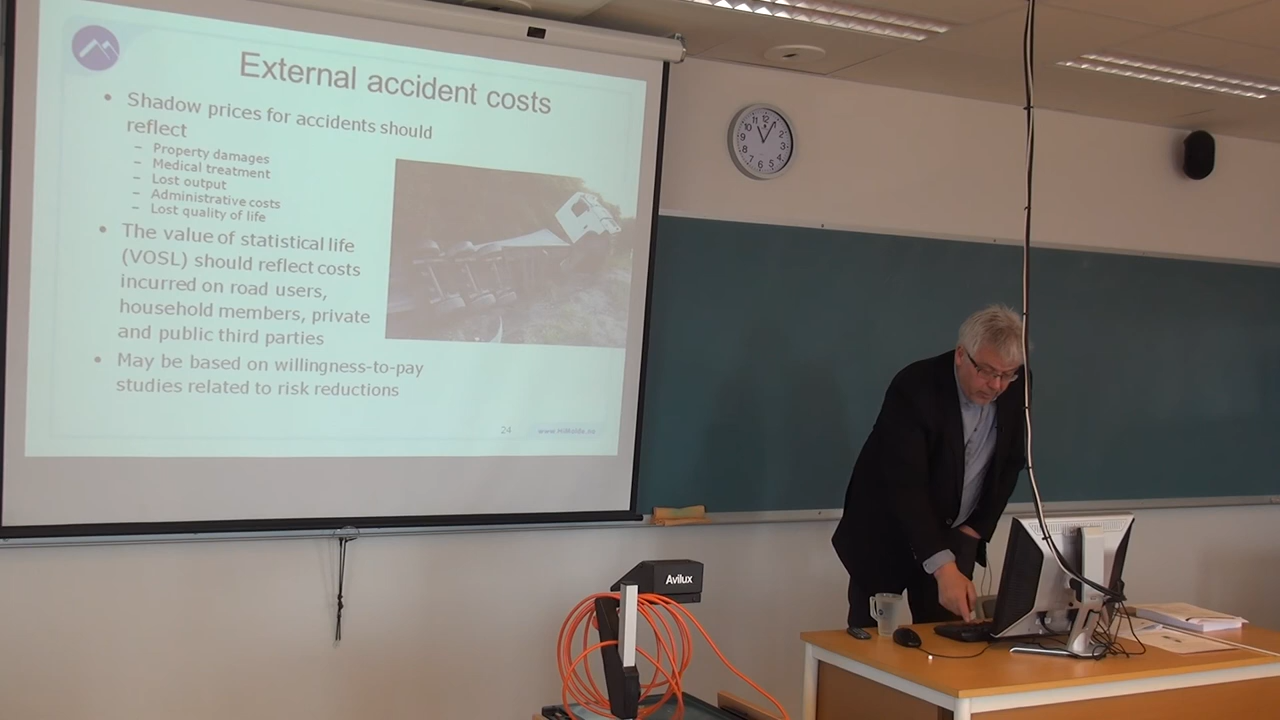 External accident costs
• Shadow prices for accidents should
reflect
– Property damages
– Medical treatment
– Lost output
– Administrative costs
– Lost quality of life
• The value of statistical life
(VOSL) should reflect costs
incurred on road users,
household members, private
and public third parties
• May be based on willingness-to-pay
studies related to risk reductions
24
Avilux